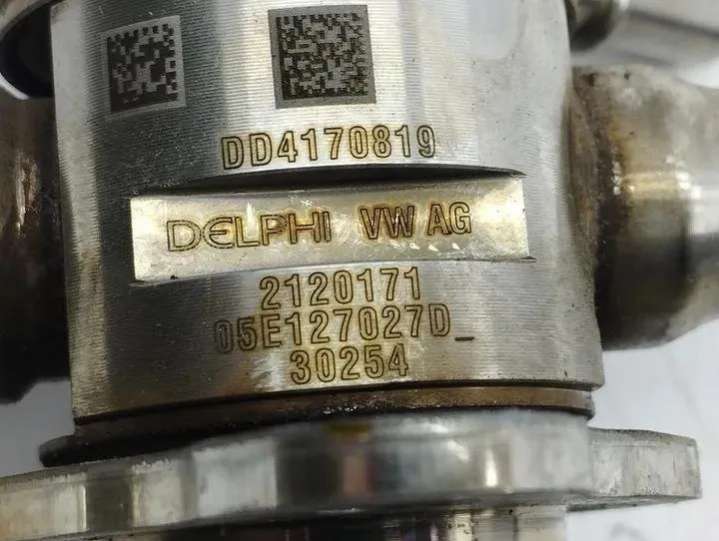 DD4170819
DELPHI VW AG
2120171
05E127027D_
30254